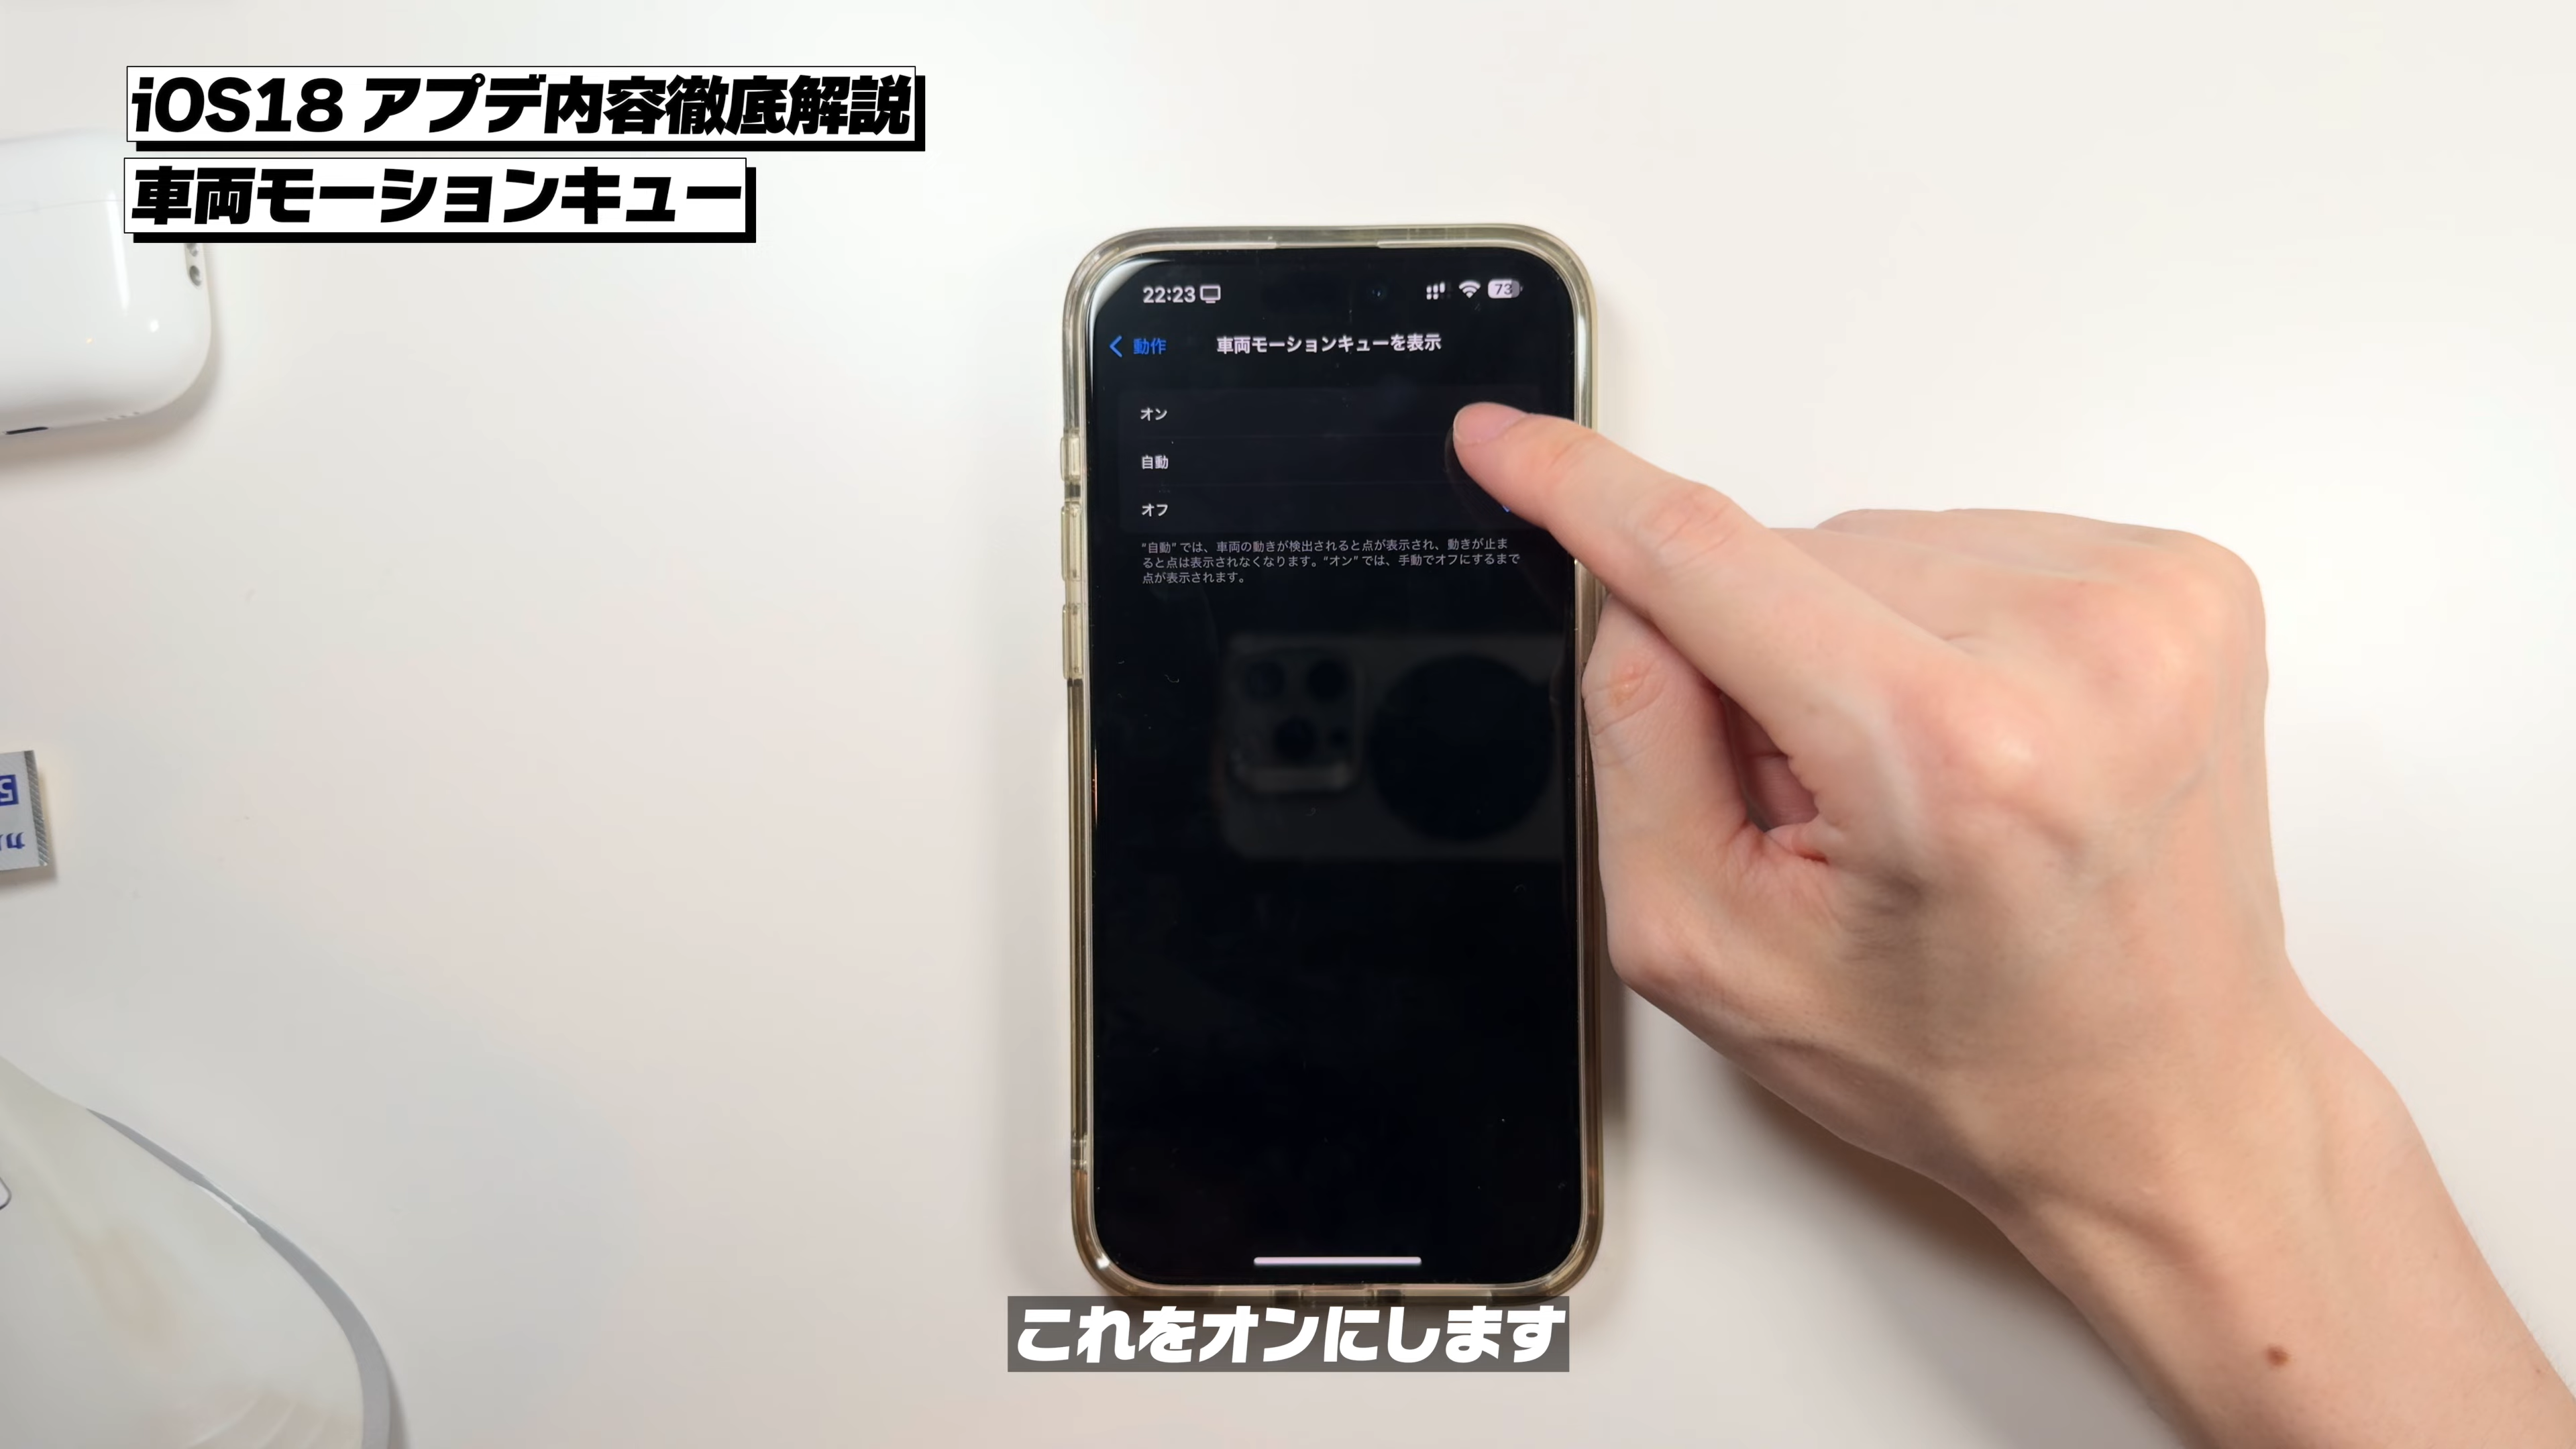 iOS18 アプデ内容徹底解説
車両モーションキュー
22:23
73
動作
車両モーションキューを表示
オン
自動
オフ
“自動”では、車両の動きが検出されると点が表示され、動きが止ま
ると点は表示されなくなります。“オン”では、手動でオフにするまで
点が表示されます。
これをオンにします